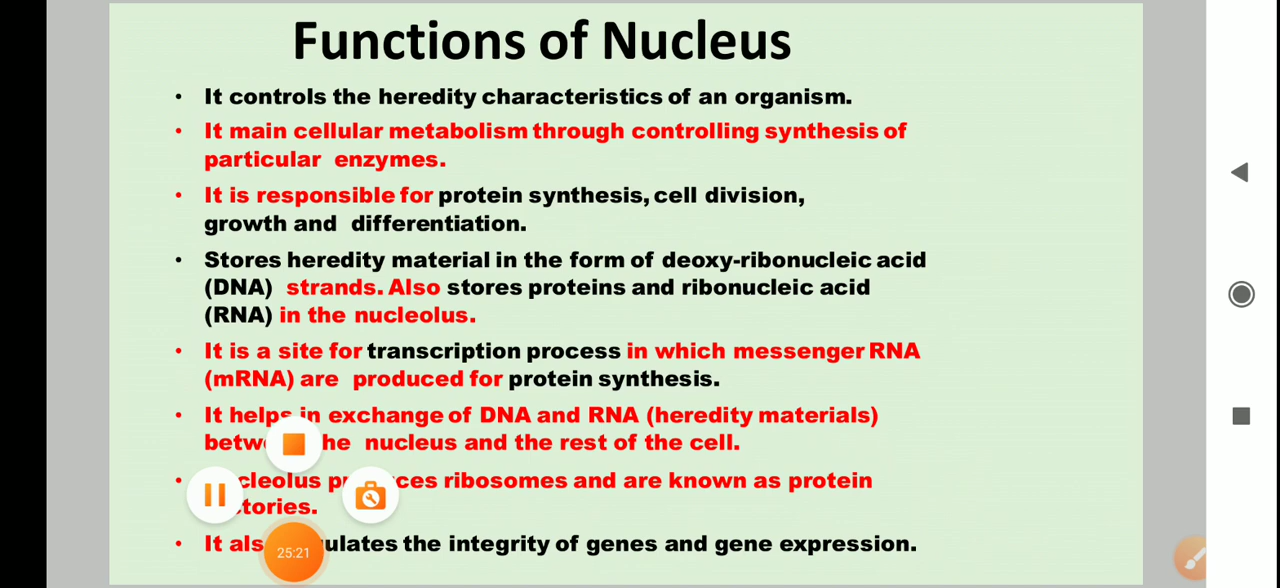 Functions of Nucleus
• It controls the heredity characteristics of an organism.
• It main cellular metabolism through controlling synthesis of
particular enzymes.
• It is responsible for protein synthesis, cell division,
growth and differentiation.
• Stores heredity material in the form of deoxy-ribonucleic acid
(DNA) strands. Also stores proteins and ribonucleic acid
(RNA) in the nucleolus.
• It is a site for transcription process in which messenger RNA
(mRNA) are produced for protein synthesis.
• It helps in exchange of DNA and RNA (heredity materials)
nucleus and the rest of the cell.
• ribosomes and are known as protein
• It the integrity of genes and gene expression.
25:21